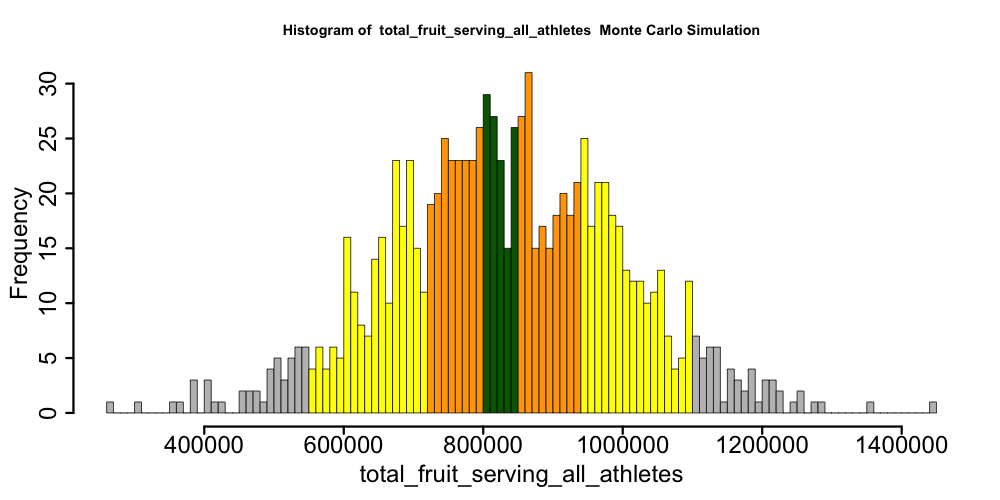 Histogram of  total_fruit_serving_all_athletes  Monte Carlo Simulation
30
25
20
15
10
5
0
Frequency
400000 600000 800000 1000000 1200000 1400000
total_fruit_serving_all_athletes